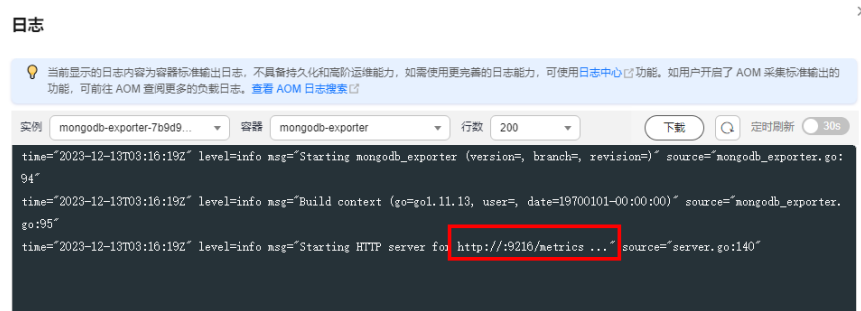 日志
当前显示的日志内容为容器标准输出日志，不具备持久化和高阶运维能力，如需使用更完善的日志能力，可使用日志中心功能。如用户开启了 AOM 采集标准输出的
功能，可前往 AOM 查阅更多的负载日志。查看 AOM 日志搜索
实例 mongodb-exporter-7b9d9... 容器 mongodb-exporter 行数 200 下载 定时刷新 30s
time="2023-12-13T03:16:19Z" level=info msg="Starting mongodb_exporter (version=, branch=, revision=)" source="mongodb_exporter.go:
94"
time="2023-12-13T03:16:19Z" level=info msg="Build context (go=go1.11.13, user=, date=19700101-00:00:00)" source="mongodb_exporter.
go:95"
time="2023-12-13T03:16:19Z" level=info msg="Starting HTTP server for http://:9216/metrics ..." source="server.go:140"